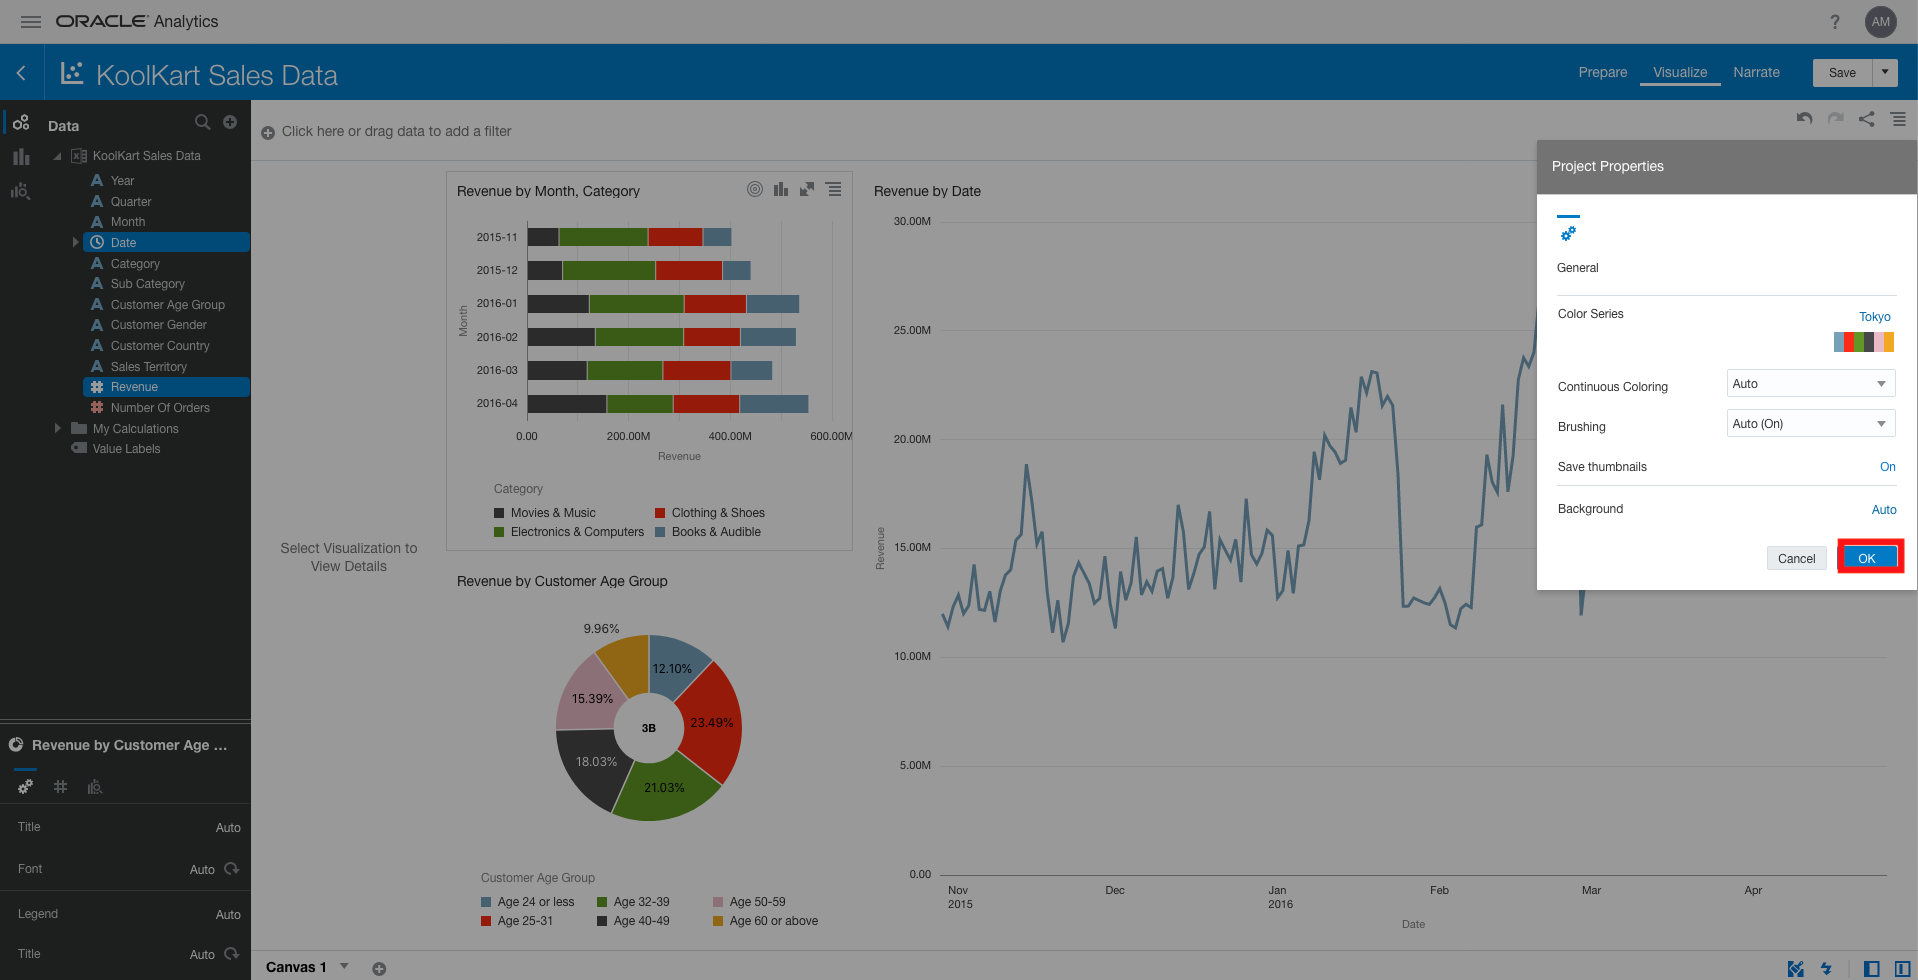 ORACLE Analytics
? AM
KoolKart Sales Data
Prepare Visualize Narrate Save
Data
Click here or drag data to add a filter
KoolKart Sales Data
Year
Quarter
Month
Date
Category
Sub Category
Customer Age Group
Customer Gender
Customer Country
Sales Territory
Revenue
Number Of Orders
My Calculations
Value Labels
Select Visualization to
View Details
Revenue by Month, Category
2015-11
2015-12
2016-01
2016-02
2016-03
2016-04
Month
0.00 200.00M 400.00M 600.00M
Revenue
Category
Movies & Music Clothing & Shoes
Electronics & Computers Books & Audible
Revenue by Customer Age Group
9.96%
12.10%
15.39%
23.49%
3B
18.03%
21.03%
Customer Age Group
Age 24 or less Age 32-39 Age 50-59
Age 25-31 Age 40-49 Age 60 or above
Revenue by Date
30.00M
25.00M
20.00M
15.00M
10.00M
5.00M
0.00
Revenue
Nov Dec Jan Feb Mar Apr
2015 2016
Date
Project Properties
General
Color Series Tokyo
Continuous Coloring Auto
Brushing Auto (On)
Save thumbnails On
Background Auto
Cancel OK
Revenue by Customer Age ...
Title Auto
Font Auto
Legend Auto
Title Auto
Canvas 1